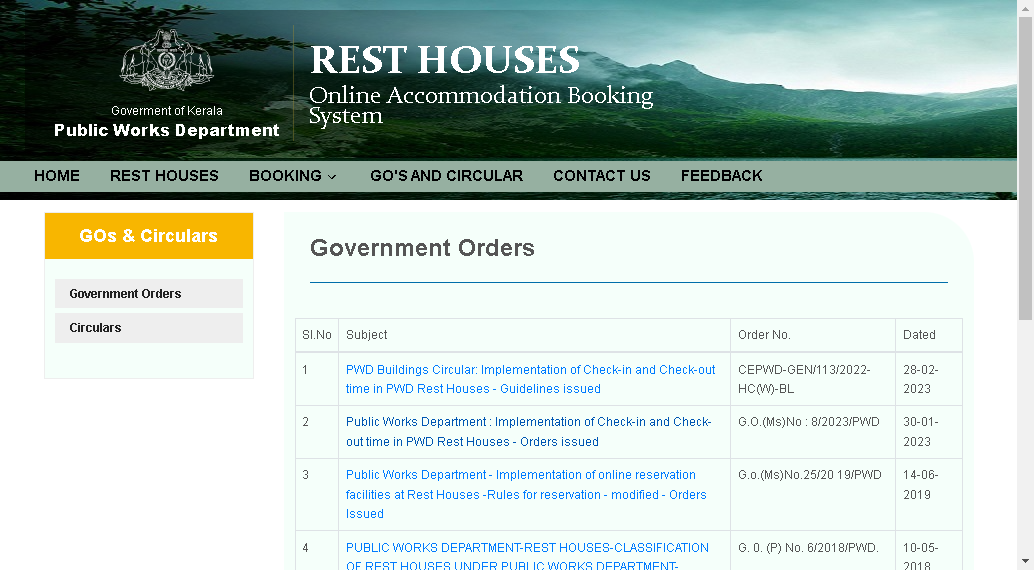 REST HOUSES
Online Accommodation Booking
System
Goverment of Kerala
Public Works Department
HOME REST HOUSES BOOKING GO'S AND CIRCULAR CONTACT US FEEDBACK
GOs & Circulars
Government Orders
Circulars
Government Orders
Sl.No Subject Order No. Dated
1 PWD Buildings Circular: Implementation of Check-in and Check-out CEPWD-GEN/113/2022- 28-02-
time in PWD Rest Houses - Guidelines issued HC(W)-BL 2023
2 Public Works Department : Implementation of Check-in and Check- G.O.(Ms)No : 8/2023/PWD 30-01-
out time in PWD Rest Houses - Orders issued 2023
3 Public Works Department - Implementation of online reservation G.o.(Ms)No.25/20 19/PWD 14-06-
facilities at Rest Houses -Rules for reservation - modified - Orders 2019
Issued
4 PUBLIC WORKS DEPARTMENT-REST HOUSES-CLASSIFICATION G. 0. (P) No. 6/2018/PWD. 10-05-
OF REST HOUSES UNDER PUBLIC WORKS DEPARTMENT- 2018